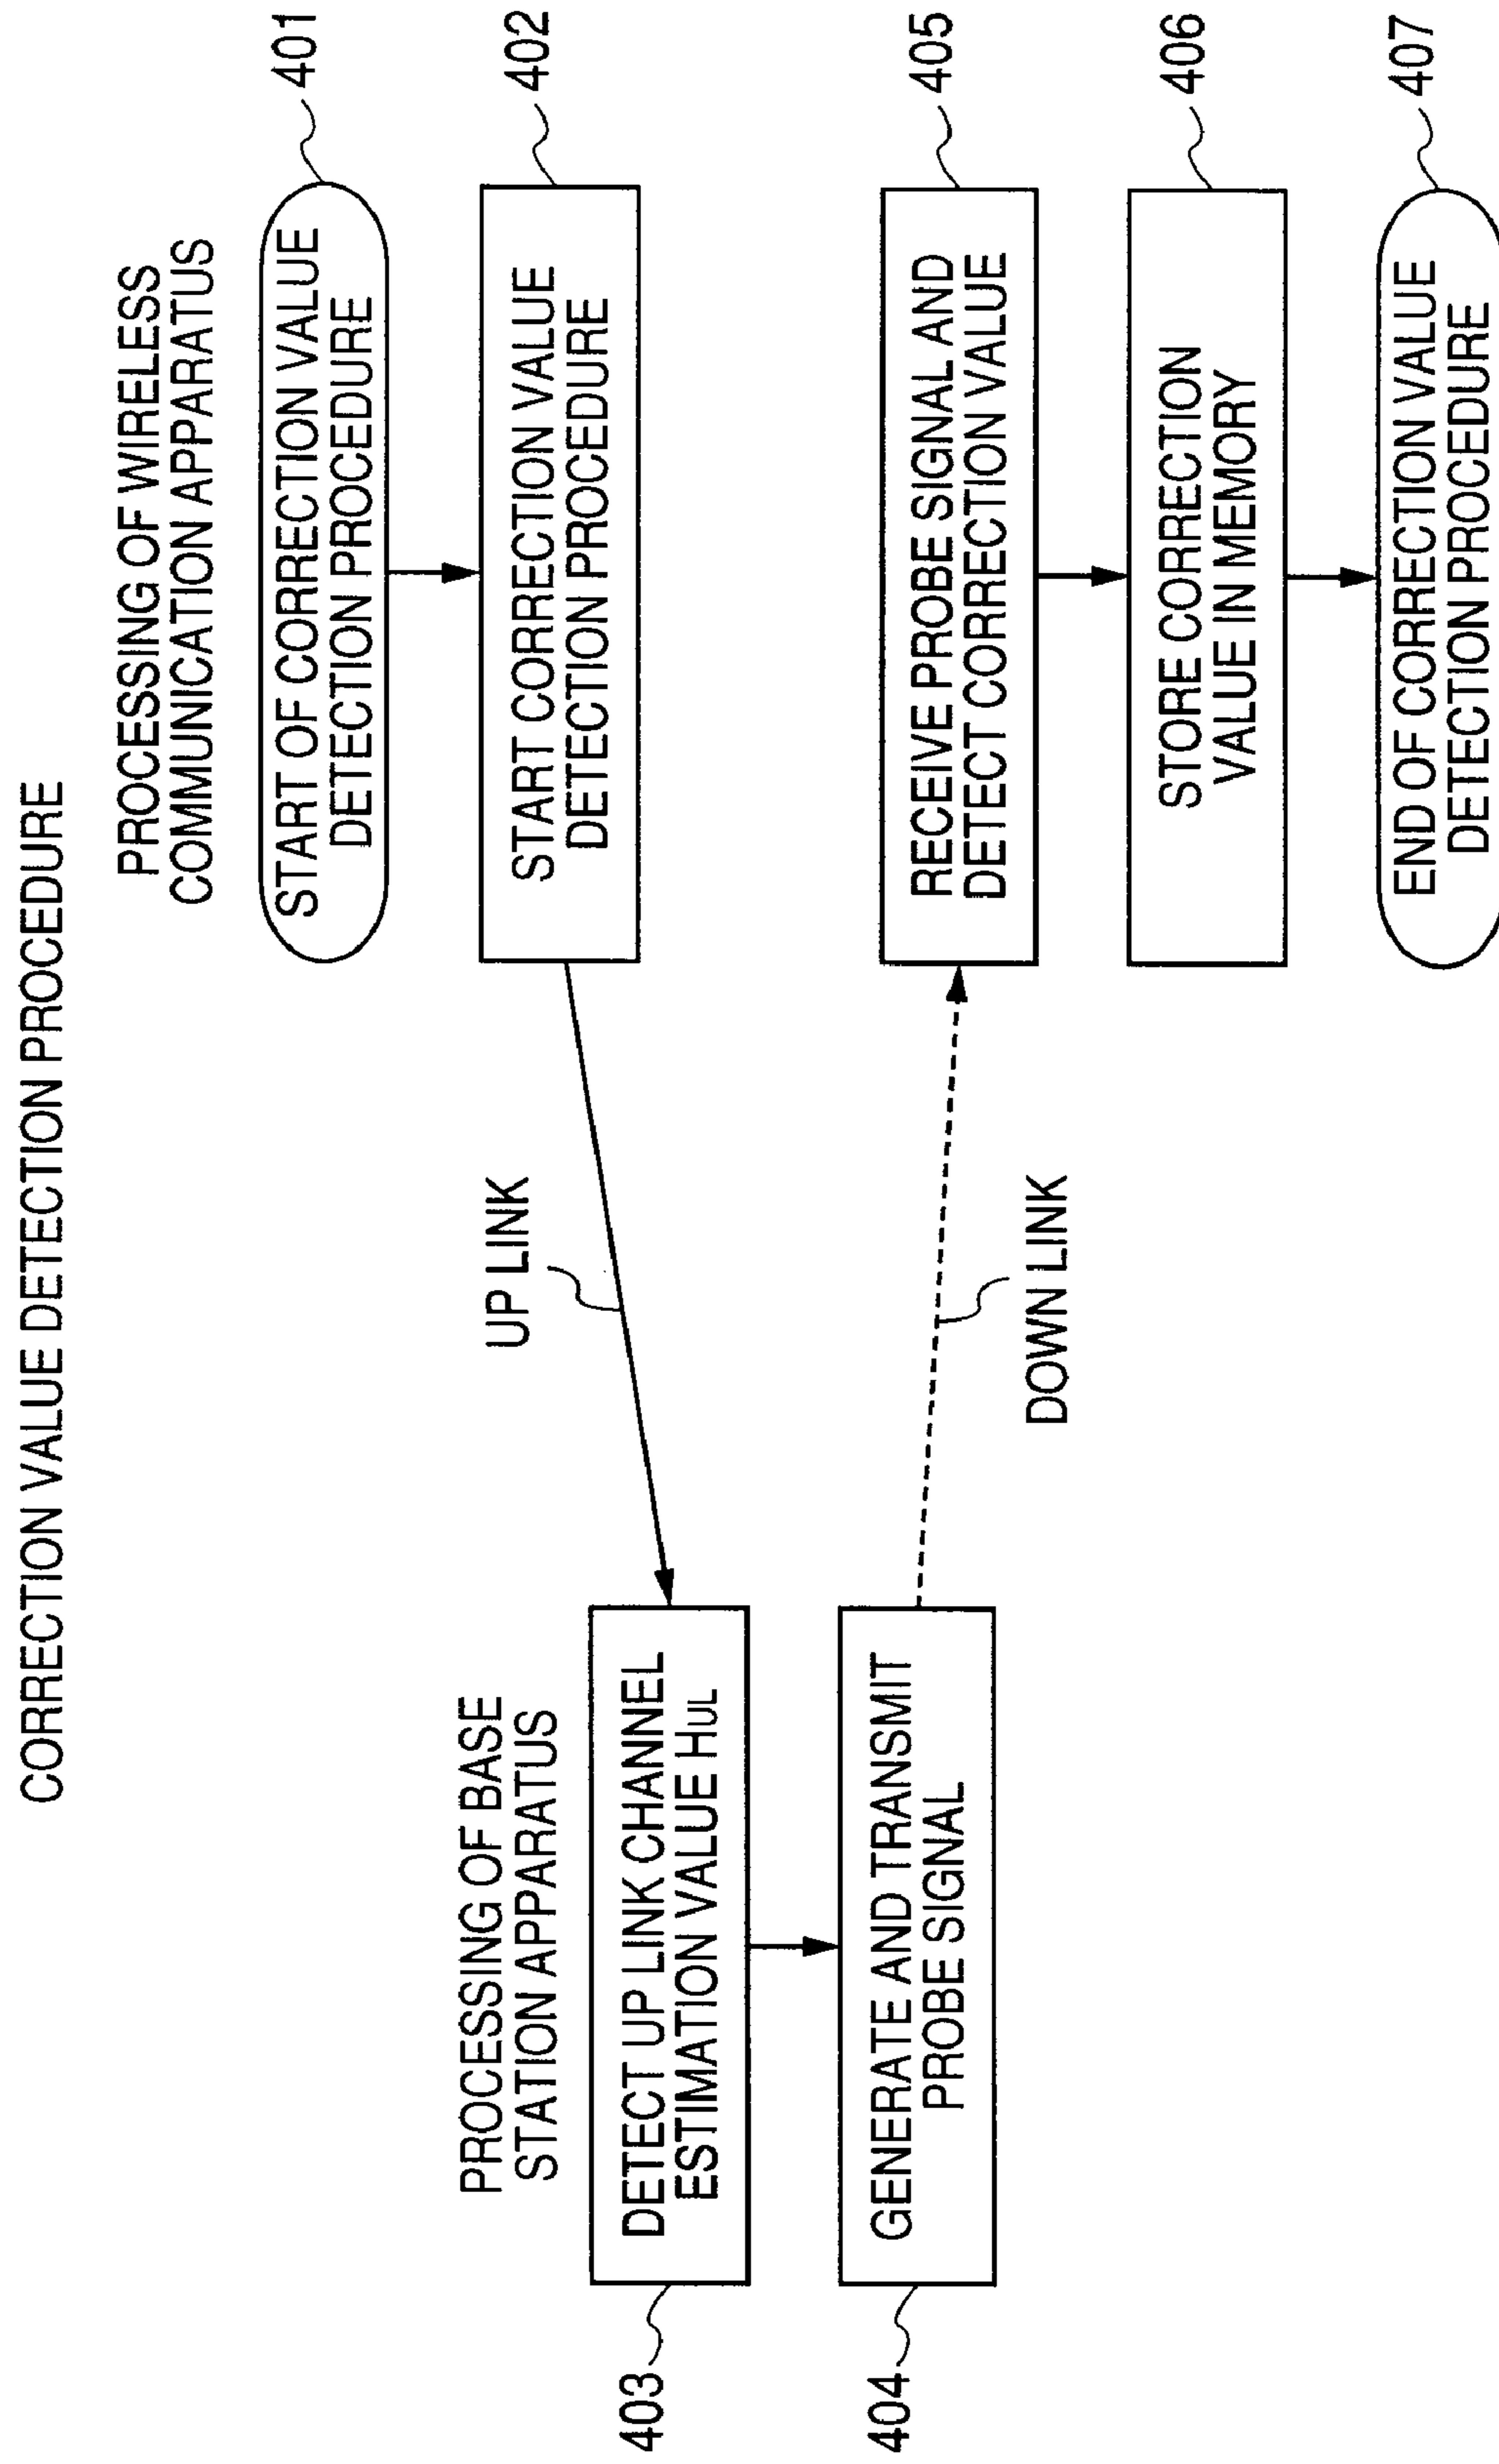 CORRECTION VALUE DETECTION PROCEDURE
PROCESSING OF WIRELESS
COMMUNICATION APPARATUS
START OF CORRECTION VALUE
DETECTION PROCEDURE
401
START CORRECTION VALUE
DETECTION PROCEDURE
402
UP LINK
PROCESSING OF BASE
STATION APPARATUS
403
DETECT UP LINK CHANNEL
ESTIMATION VALUE HUL
404
GENERATE AND TRANSMIT
PROBE SIGNAL
DOWN LINK
RECEIVE PROBE SIGNAL AND
DETECT CORRECTION VALUE
405
STORE CORRECTION
VALUE IN MEMORY
406
END OF CORRECTION VALUE
DETECTION PROCEDURE
407